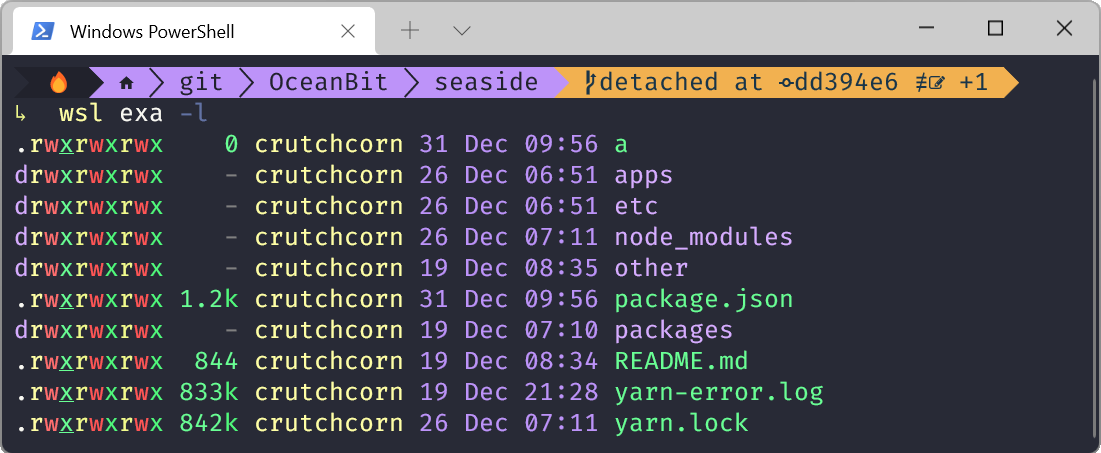 Windows PowerShell
git OceanBit seaside detached at dd394e6 ≢ +1
↳ wsl exa -l
.rwxrwxrwx 0 crutchcorn 31 Dec 09:56 a
drwxrwxrwx - crutchcorn 26 Dec 06:51 apps
drwxrwxrwx - crutchcorn 26 Dec 06:51 etc
drwxrwxrwx - crutchcorn 26 Dec 07:11 node_modules
drwxrwxrwx - crutchcorn 19 Dec 08:35 other
.rwxrwxrwx 1.2k crutchcorn 31 Dec 09:56 package.json
drwxrwxrwx - crutchcorn 19 Dec 07:10 packages
.rwxrwxrwx 844 crutchcorn 19 Dec 08:34 README.md
.rwxrwxrwx 833k crutchcorn 19 Dec 21:28 yarn-error.log
.rwxrwxrwx 842k crutchcorn 26 Dec 07:11 yarn.lock